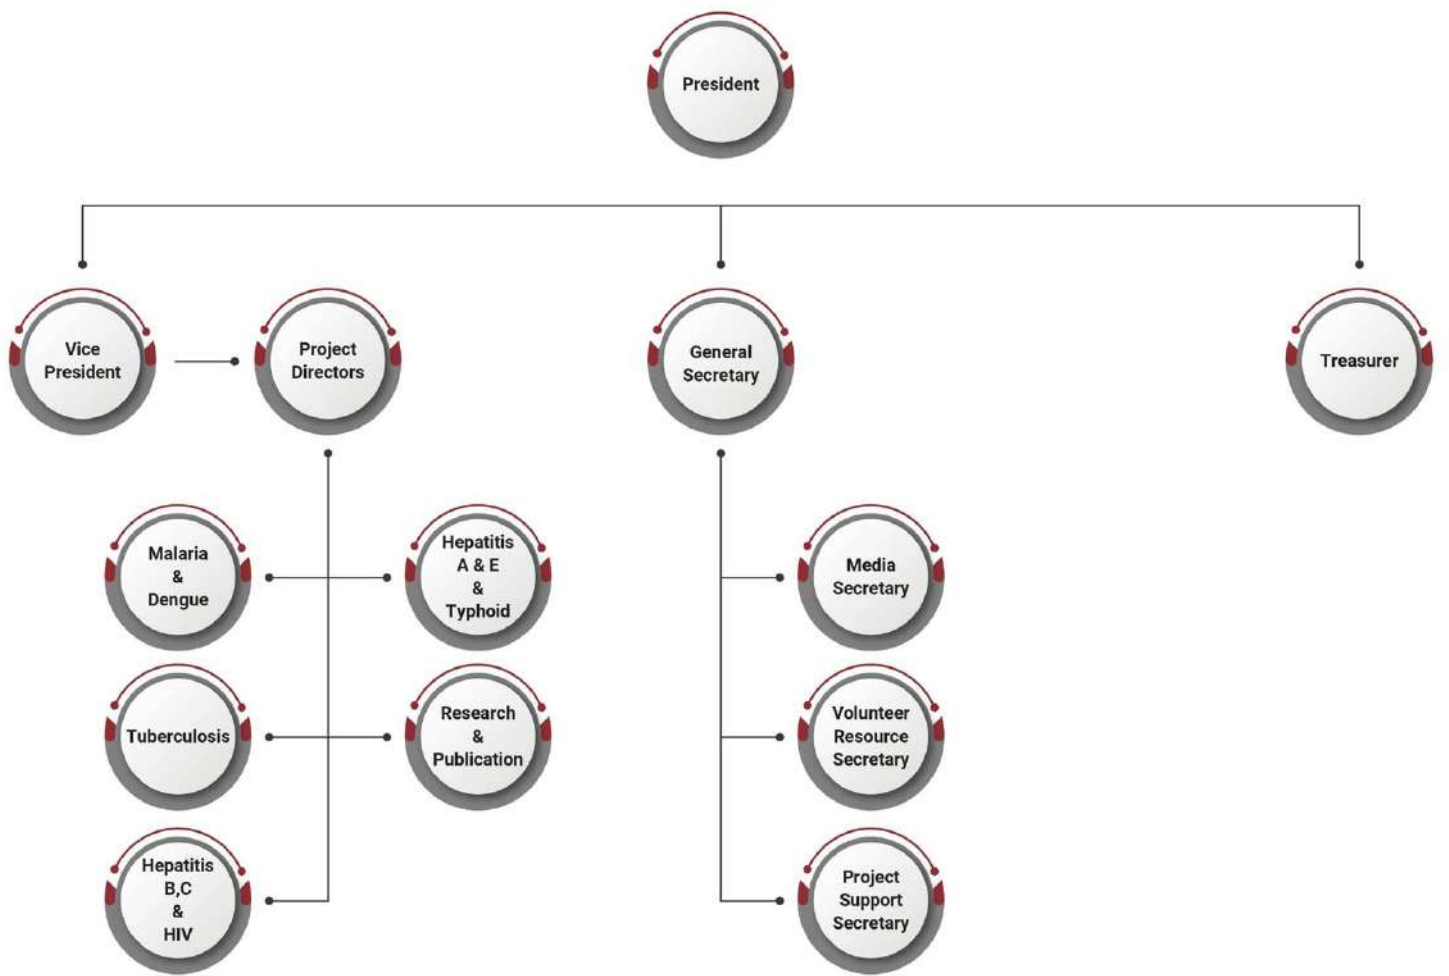 President
Vice
President
Project
Directors
General
Secretary
Treasurer
Malaria
&
Dengue
Hepatitis
A & E
&
Typhoid
Media
Secretary
Tuberculosis
Research
&
Publication
Volunteer
Resource
Secretary
Hepatitis
B,C
&
HIV
Project
Support
Secretary